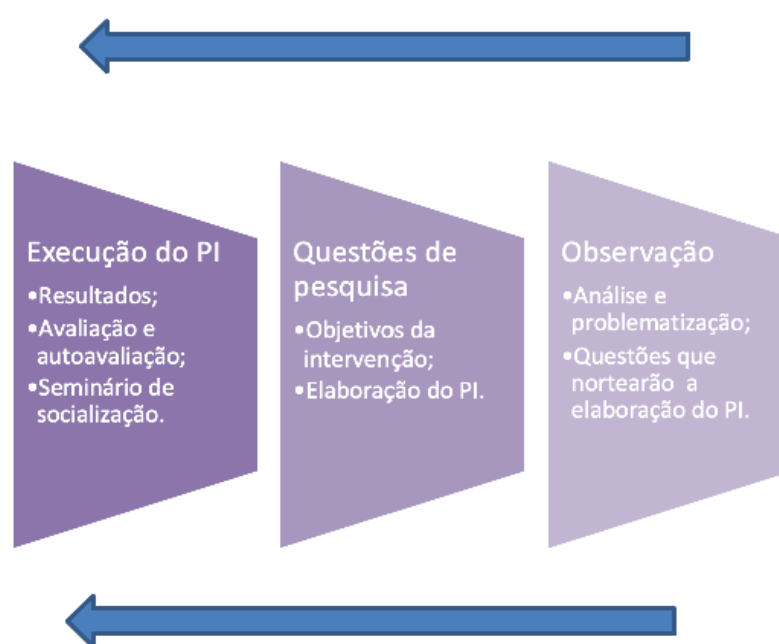 Execução do PI
•Resultados;
•Avaliação e
autoavaliação;
•Seminário de
socialização.
Questões de
pesquisa
•Objetivos da
intervenção;
•Elaboração do PI.
Observação
•Análise e
problematização;
•Questões que
nortearão a
elaboração do PI.